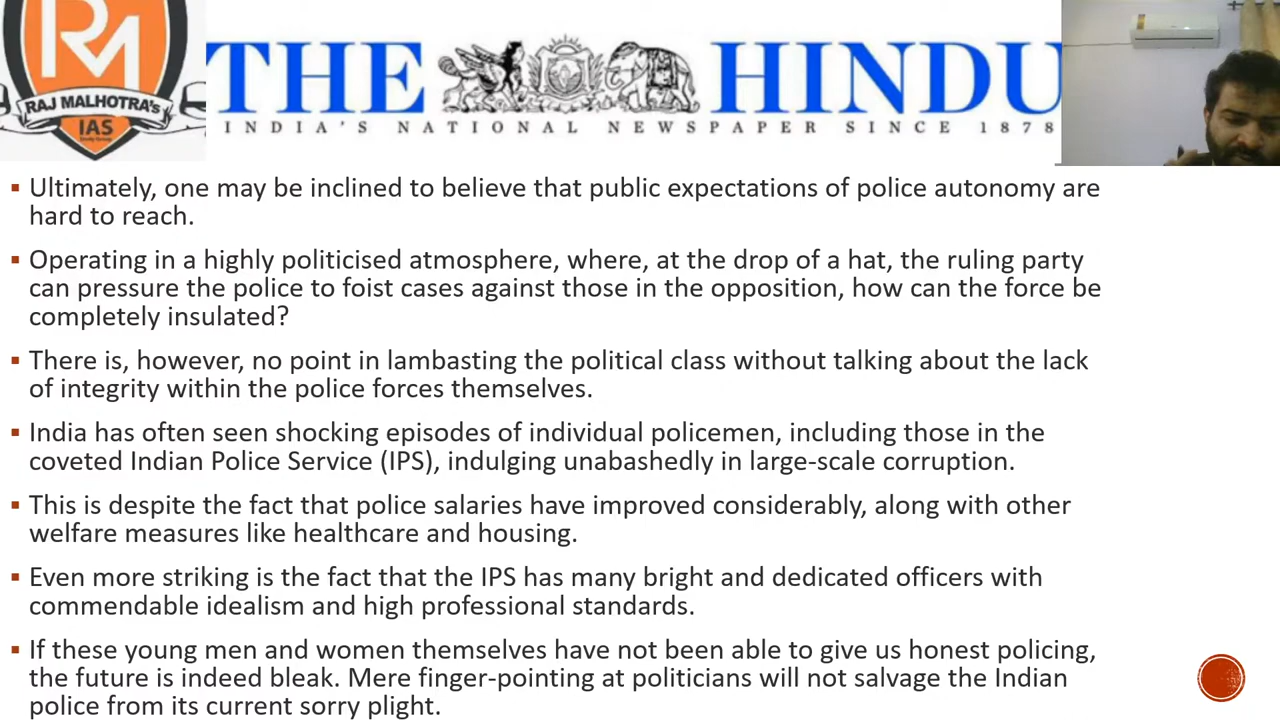 RM
RAJ MALHOTRA's
IAS
THE HINDU
INDIA'S NATIONAL NEWSPAPER SINCE 1878
▪ Ultimately, one may be inclined to believe that public expectations of police autonomy are
hard to reach.
▪ Operating in a highly politicised atmosphere, where, at the drop of a hat, the ruling party
can pressure the police to foist cases against those in the opposition, how can the force be
completely insulated?
▪ There is, however, no point in lambasting the political class without talking about the lack
of integrity within the police forces themselves.
▪ India has often seen shocking episodes of individual policemen, including those in the
coveted Indian Police Service (IPS), indulging unabashedly in large-scale corruption.
▪ This is despite the fact that police salaries have improved considerably, along with other
welfare measures like healthcare and housing.
▪ Even more striking is the fact that the IPS has many bright and dedicated officers with
commendable idealism and high professional standards.
▪ If these young men and women themselves have not been able to give us honest policing,
the future is indeed bleak. Mere finger-pointing at politicians will not salvage the Indian
police from its current sorry plight.